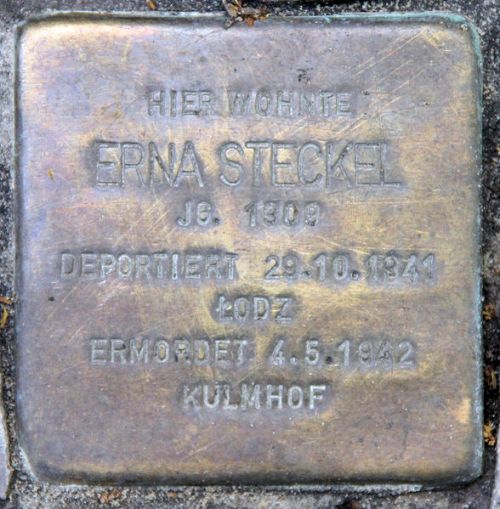 HIER WOHNTE
ERNA STECKEL
JG. 1909
DEPORTIERT 29.10.1941
ŁODZ
ERMORDET 4.5.1942
KULMHOF